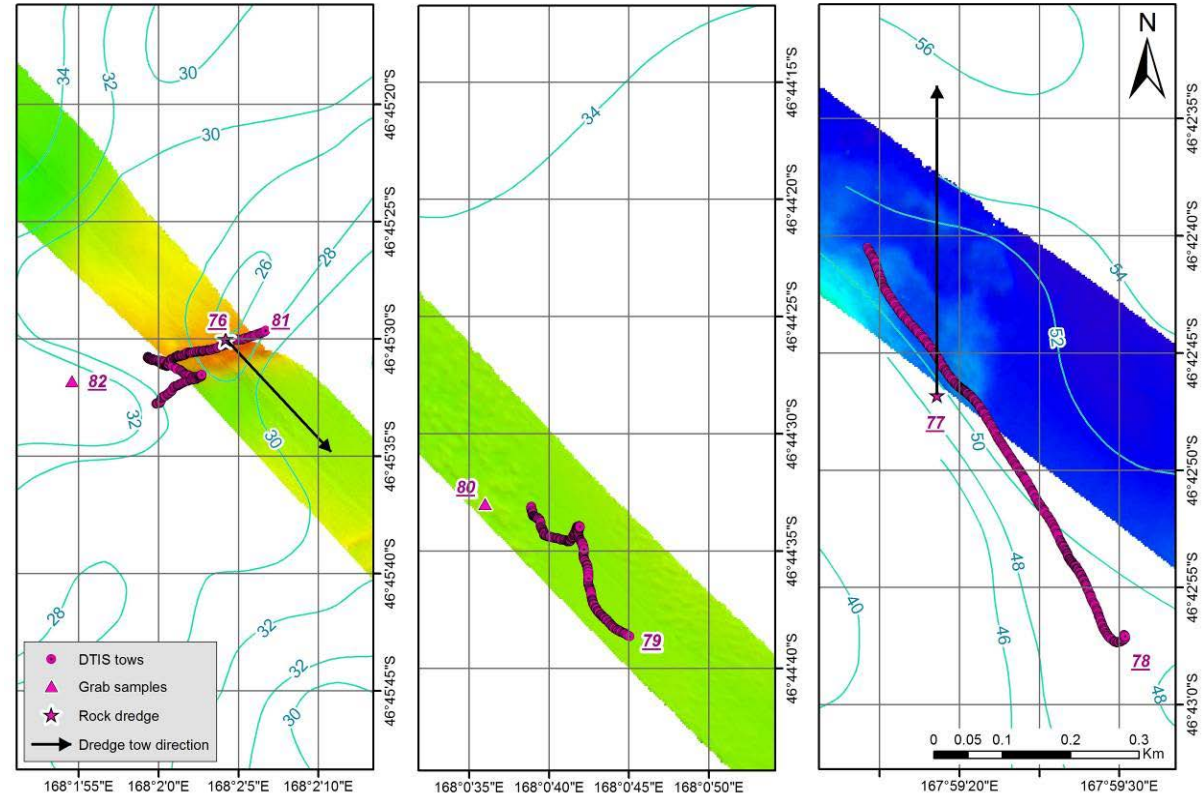 34
32
30
30
26
28
76
81
82
32
30
28
32
32
30
DTIS tows
Grab samples
Rock dredge
Dredge tow direction
46°45'20"S
46°45'25"S
46°45'30"S
46°45'35"S
46°45'40"S
46°45'45"S
168°1'55"E
168°2'0"E
168°2'5"E
168°2'10"E
34
80
79
46°44'15"S
46°44'20"S
46°44'25"S
46°44'30"S
46°44'35"S
46°44'40"S
168°0'35"E
168°0'40"E
168°0'45"E
168°0'50"E
N
56
54
52
77
50
48
46
40
78
48
0 0.05 0.1 0.2 0.3
Km
46°42'35"S
46°42'40"S
46°42'45"S
46°42'50"S
46°42'55"S
46°43'0"S
167°59'20"E
167°59'30"E